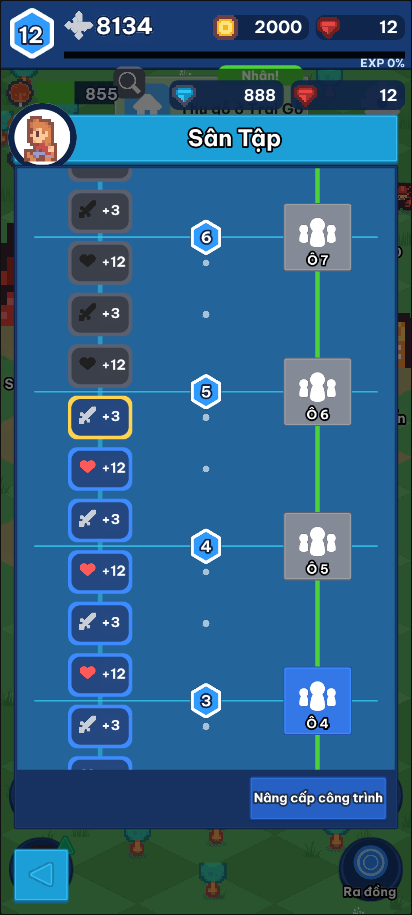 12
8134
2000
12
EXP 0%
Nhận!
855
888
12
Sân Tập
+3
6
Ô 7
+12
+3
+12
5
Ô 6
+3
+12
+3
4
Ô 5
+12
+3
+12
3
Ô 4
+3
Nâng cấp công trình
Ra đồng